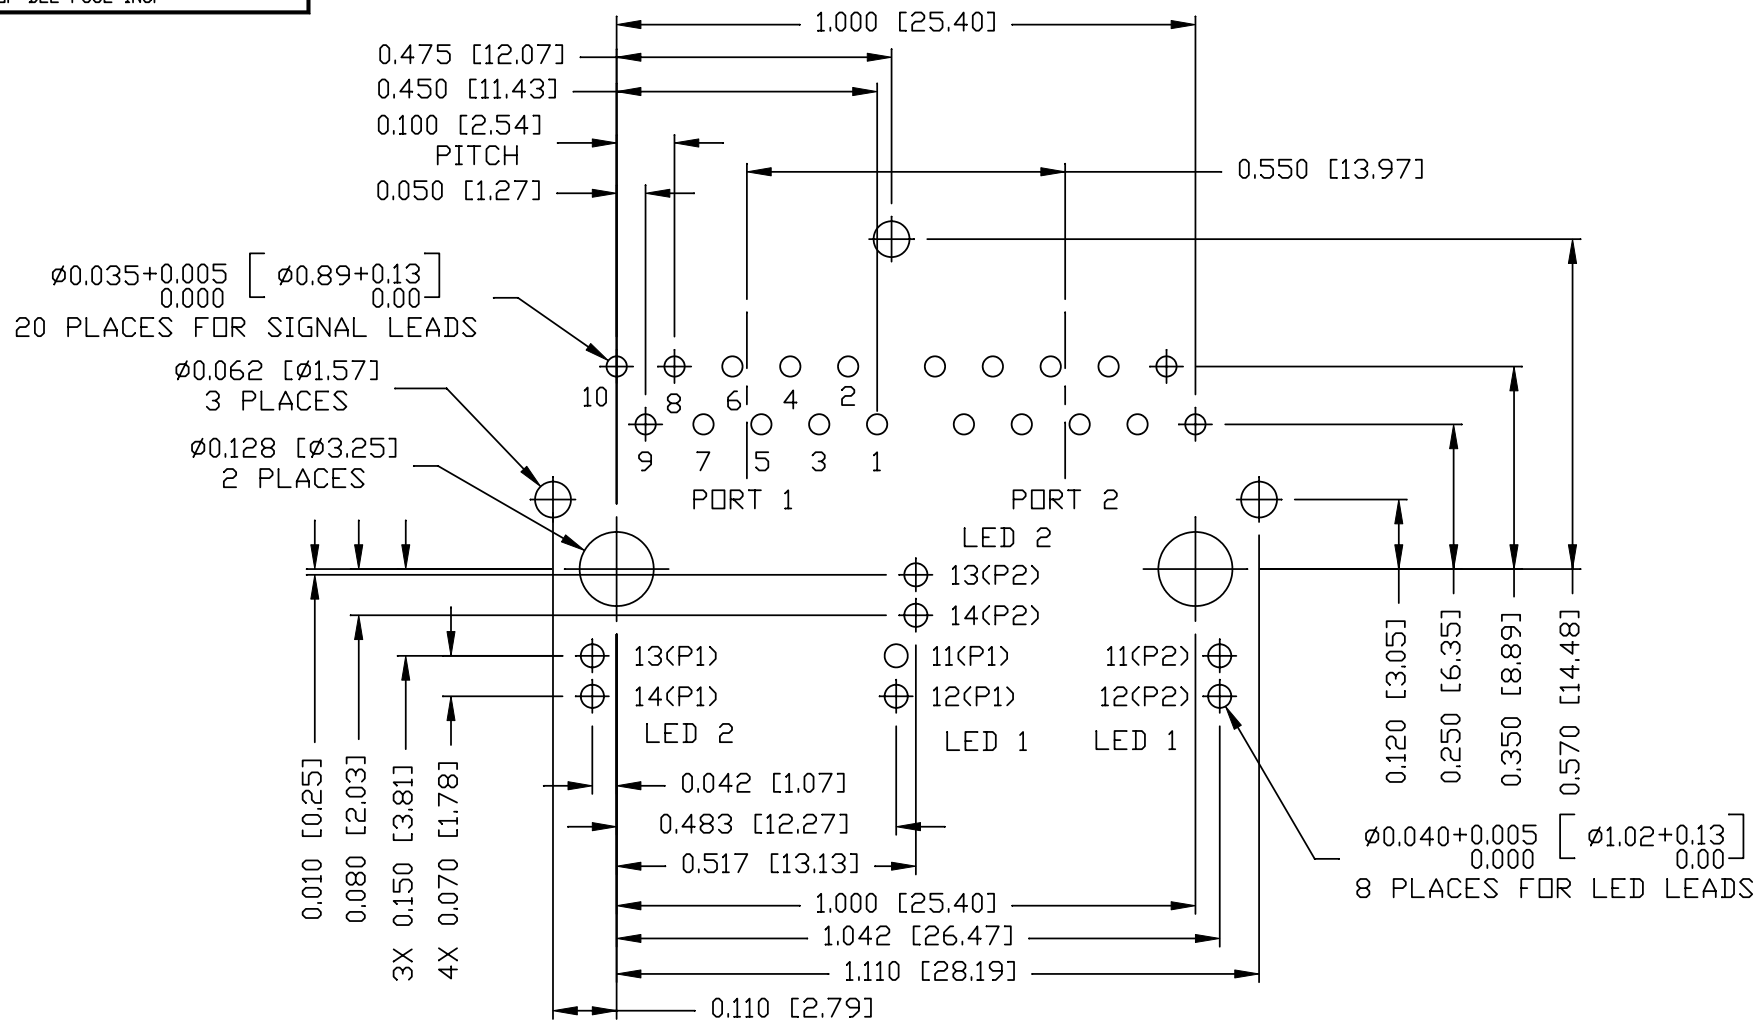 1.000 [25.40]
0.475 [12.07]
0.450 [11.43]
0.100 [2.54]
PITCH
0.050 [1.27]
0.550 [13.97]
ø0.035+0.005 [ ø0.89+0.13 ]
0.000 0.00
20 PLACES FOR SIGNAL LEADS
ø0.062 [ø1.57]
3 PLACES
ø0.128 [ø3.25]
2 PLACES
10 8 6 4 2
9 7 5 3 1
PORT 1
PORT 2
LED 2
13(P2)
14(P2)
13(P1) 11(P1) 11(P2)
14(P1) 12(P1) 12(P2)
LED 2 LED 1 LED 1
0.120 [3.05]
0.250 [6.35]
0.350 [8.89]
0.570 [14.48]
0.010 [0.25]
0.080 [2.03]
3X 0.150 [3.81]
4X 0.070 [1.78]
0.042 [1.07]
0.483 [12.27]
0.517 [13.13]
ø0.040+0.005 [ ø1.02+0.13 ]
0.000 0.00
8 PLACES FOR LED LEADS
1.000 [25.40]
1.042 [26.47]
1.110 [28.19]
0.110 [2.79]